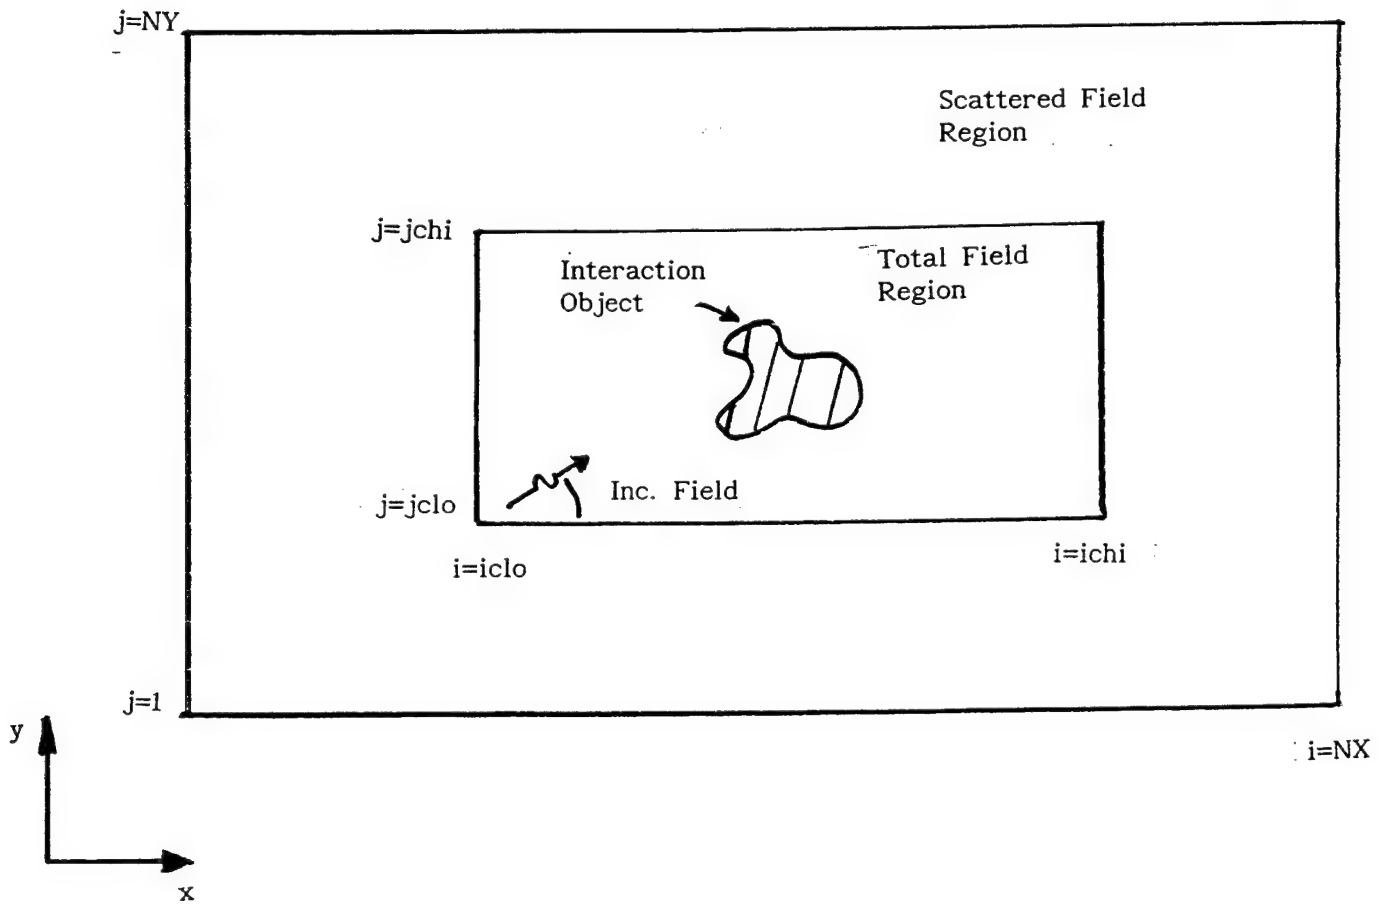 j=NY
Scattered Field
Region
j=jchi
Interaction
Object
Total Field
Region
j=jclo
Inc. Field
i=iclo
i=ichi
j=1
y
i=NX
x